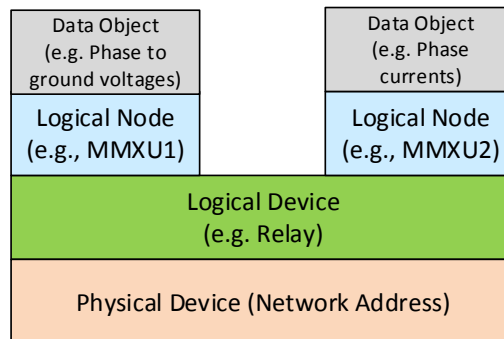 Data Object
(e.g. Phase to
ground voltages)
Data Object
(e.g. Phase
currents)
Logical Node
(e.g., MMXU1)
Logical Node
(e.g., MMXU2)
Logical Device
(e.g. Relay)
Physical Device (Network Address)